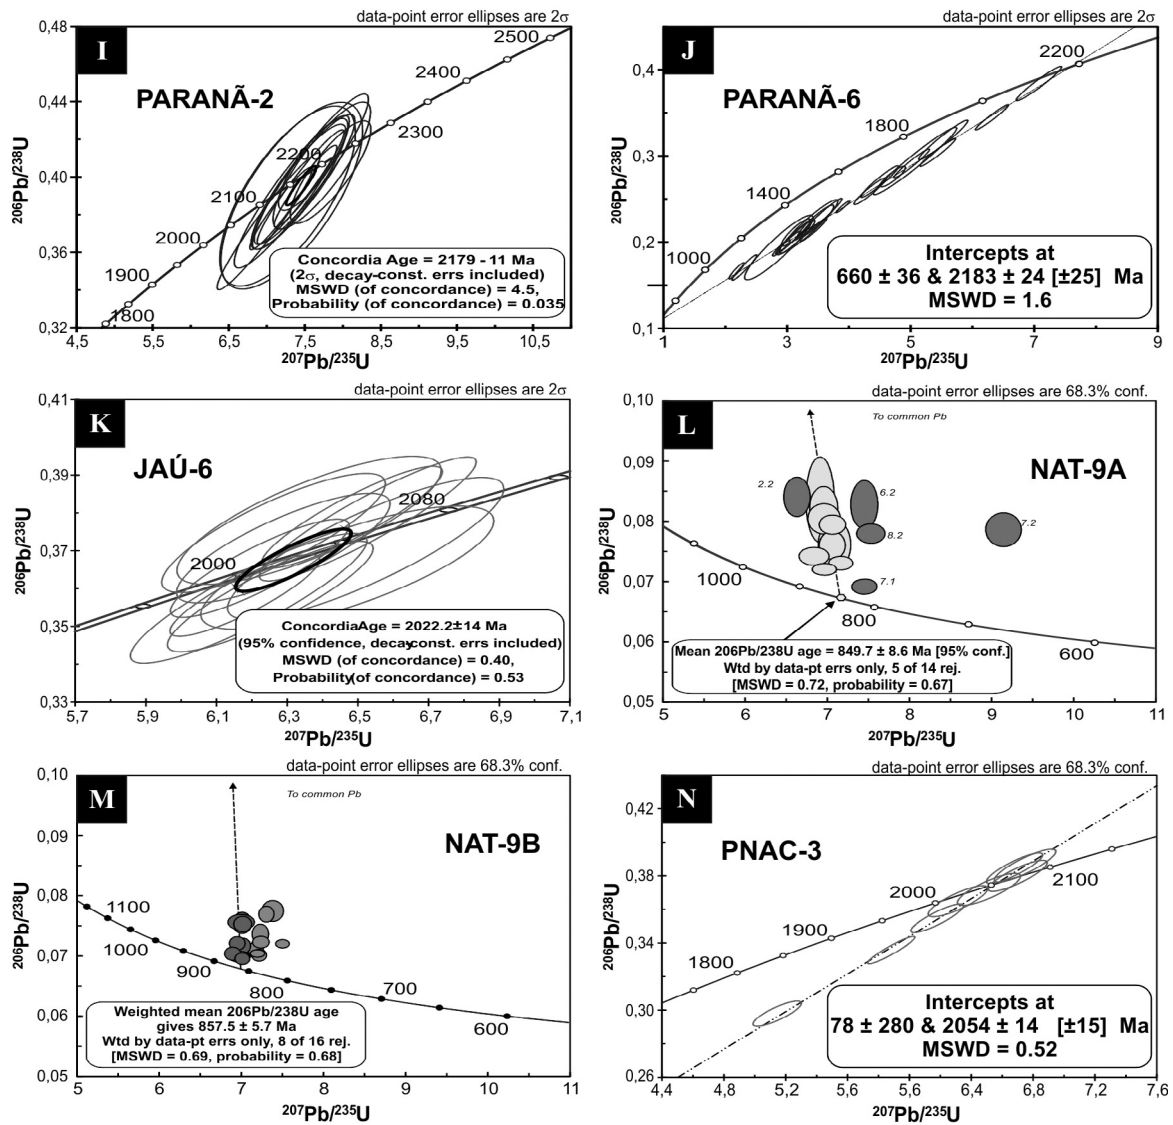 data-point error ellipses are 2σ
I
PARANÃ-2
0,48
0,44
0,40
0,36
0,32
206Pb/238U
2500
2400
2300
2200
2100
2000
1900
1800
Concordia Age = 2179 - 11 Ma
(2σ, decay-const. errs included)
MSWD (of concordance) = 4.5,
Probability (of concordance) = 0.035
4,5 5,5 6,5 7,5 8,5 9,5 10,5
207Pb/235U
data-point error ellipses are 2σ
J
PARANÃ-6
0,4
0,3
0,2
0,1
206Pb/238U
2200
1800
1400
1000
Intercepts at
660 ± 36 & 2183 ± 24 [±25] Ma
MSWD = 1.6
1 3 5 7 9
207Pb/235U
data-point error ellipses are 2σ
K
JAÚ-6
0,41
0,39
0,37
0,35
0,33
206Pb/238U
2080
2000
ConcordiaAge = 2022.2±14 Ma
(95% confidence, decay-const. errs included)
MSWD (of concordance) = 0.40,
Probability(of concordance) = 0.53
5,7 5,9 6,1 6,3 6,5 6,7 6,9 7,1
207Pb/235U
data-point error ellipses are 68.3% conf.
L
To common Pb
NAT-9A
0,10
0,09
0,08
0,07
0,06
0,05
206Pb/238U
2.2
6.2
8.2
7.2
7.1
1000
800
600
Mean 206Pb/238U age = 849.7 ± 8.6 Ma [95% conf.]
Wtd by data-pt errs only, 5 of 14 rej.
[MSWD = 0.72, probability = 0.67]
5 6 7 8 9 10 11
207Pb/235U
data-point error ellipses are 68.3% conf.
M
To common Pb
NAT-9B
0,10
0,09
0,08
0,07
0,06
0,05
206Pb/238U
1100
1000
900
800
700
600
Weighted mean 206Pb/238U age
gives 857.5 ± 5.7 Ma
Wtd by data-pt errs only, 8 of 16 rej.
[MSWD = 0.69, probability = 0.68]
5 6 7 8 9 10 11
207Pb/235U
data-point error ellipses are 68.3% conf.
N
PNAC-3
0,42
0,38
0,34
0,30
0,26
206Pb/238U
2100
2000
1900
1800
Intercepts at
78 ± 280 & 2054 ± 14 [±15] Ma
MSWD = 0.52
4,4 4,8 5,2 5,6 6,0 6,4 6,8 7,2 7,6
207Pb/235U